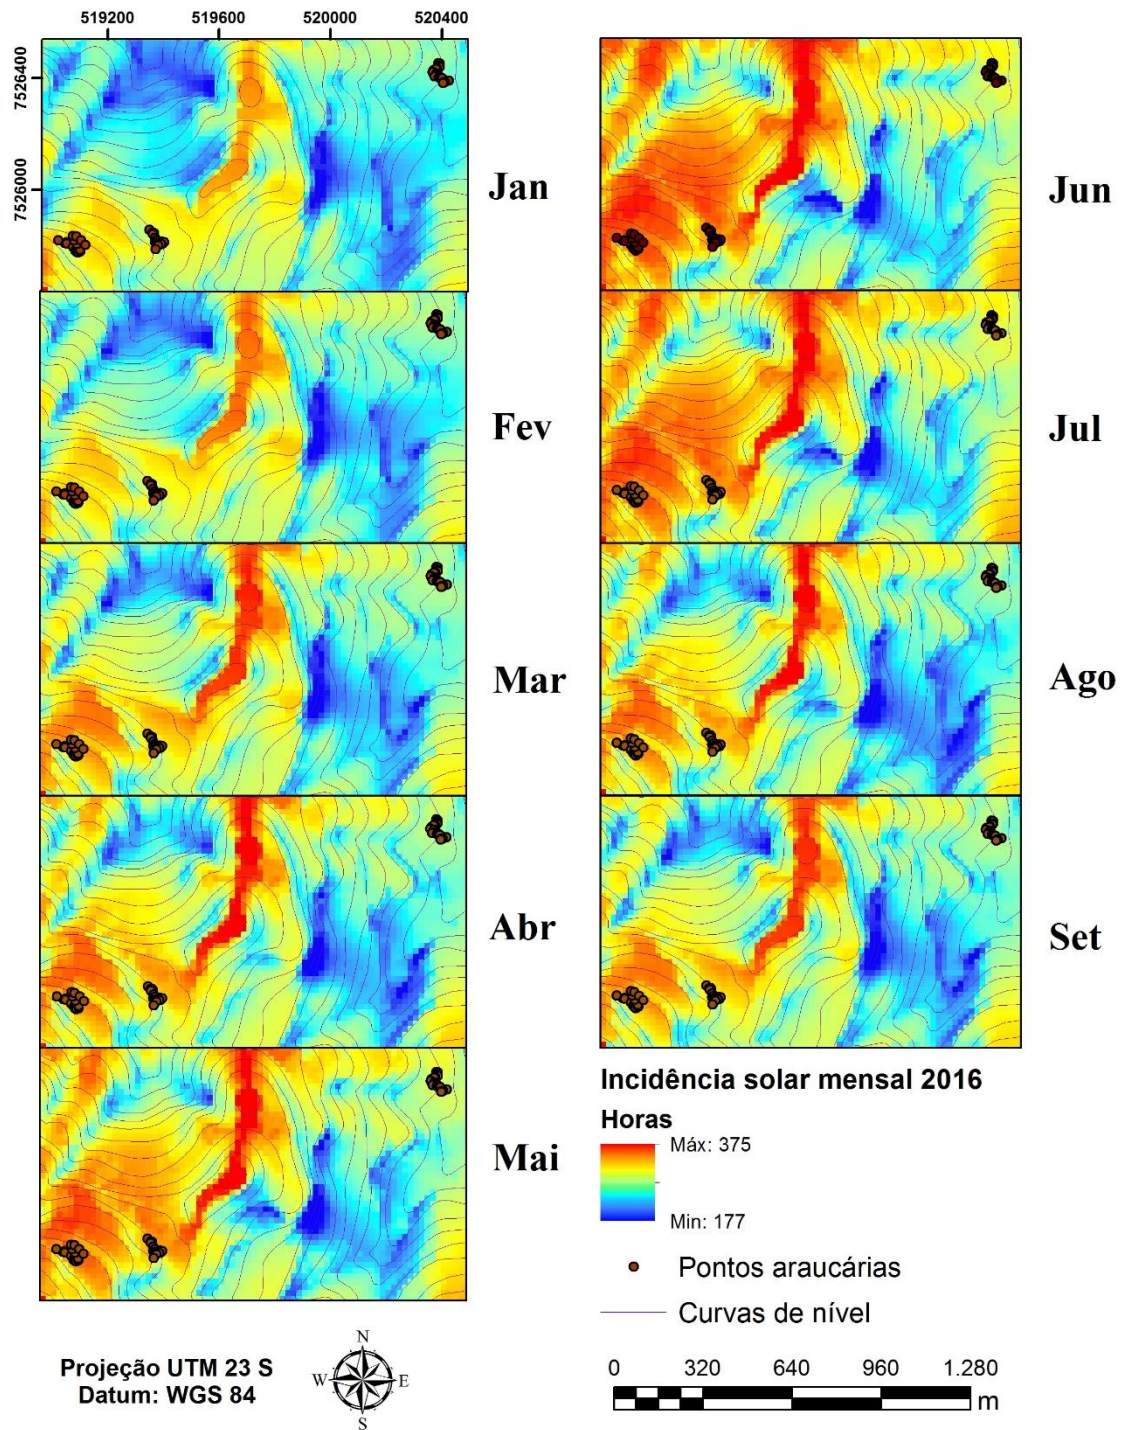 519200 519600 520000 520400
7526400
7526000
Jan
Fev
Mar
Abr
Mai
Jun
Jul
Ago
Set
Incidência solar mensal 2016
Horas
Máx: 375
Min: 177
Pontos araucárias
Curvas de nível
Projeção UTM 23 S
Datum: WGS 84
N
W E
S
0 320 640 960 1.280
m